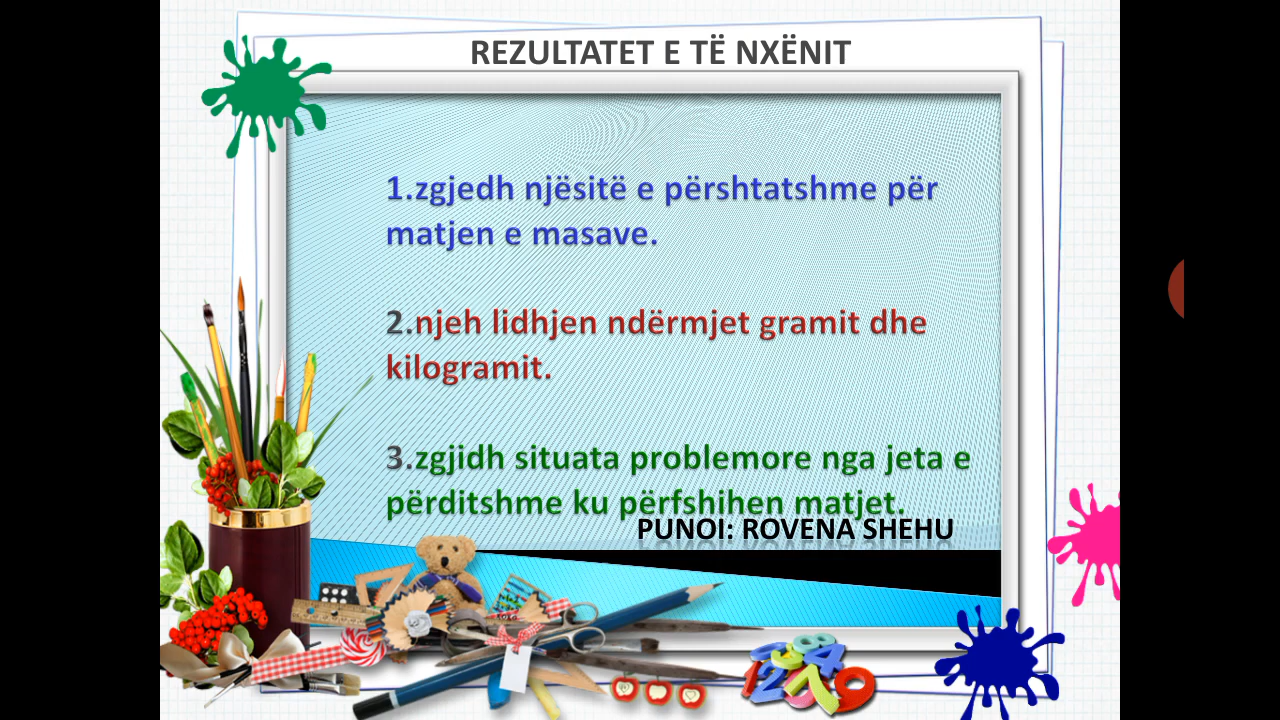 REZULTATET E TË NXËNIT
1.zgjedh njësitë e përshtatshme për
matjen e masave.
2.njeh lidhjen ndërmjet gramit dhe
kilogramit.
3.zgjidh situata problemore nga jeta e
përditshme ku përfshihen matjet.
PUNOI: ROVENA SHEHU